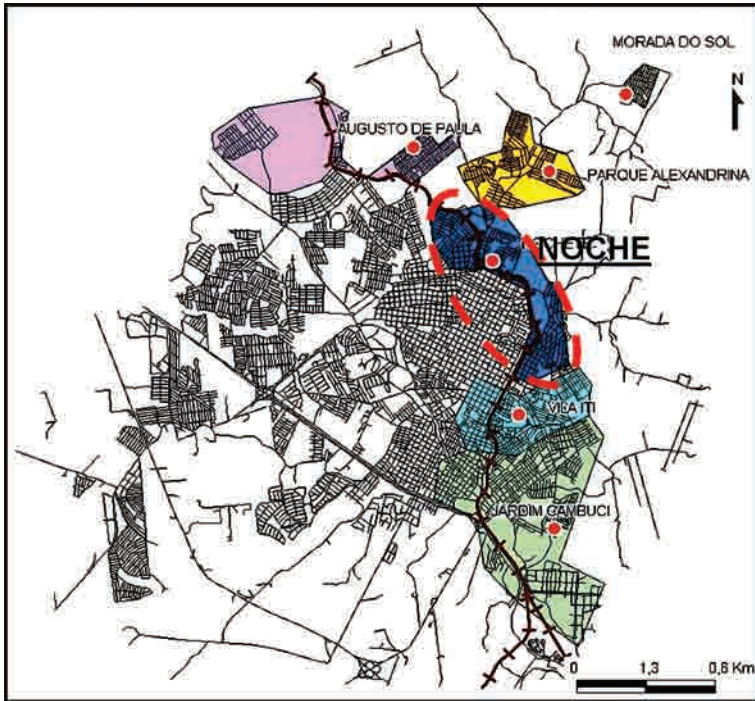 MORADA DO SOL
N
AUGUSTO DE PAULA
PARQUE ALEXANDRINA
NOCHE
VILA ITI
JARDIM CAMBUCI
0 1,3 0,6 Km